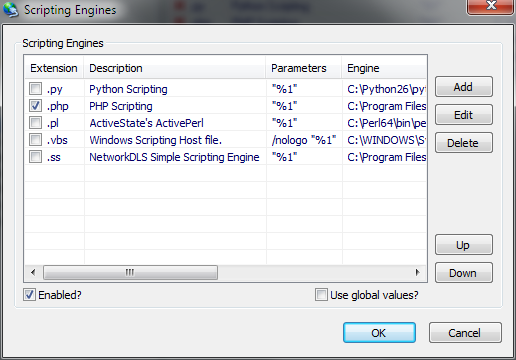 Scripting Engines
Scripting Engines
Extension Description Parameters Engine
.py Python Scripting "%1" C:\Python26\pyt
.php PHP Scripting "%1" C:\Program Files
.pl ActiveState's ActivePerl "%1" C:\Perl64\bin\pe
.vbs Windows Scripting Host file. /nologo "%1" C:\WINDOWS\S
.ss NetworkDLS Simple Scripting Engine "%1" C:\Program Files
Add
Edit
Delete
Up
Down
Enabled? Use global values?
OK Cancel